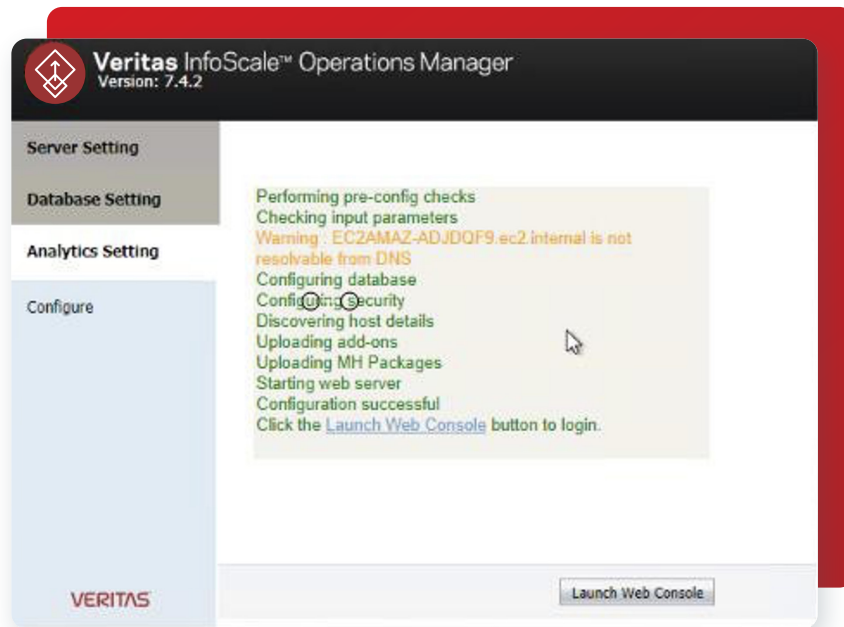 Veritas InfoScale™ Operations Manager
Version: 7.4.2
Server Setting
Database Setting
Analytics Setting
Configure
Performing pre-config checks
Checking input parameters
Warning : EC2AMAZ-ADJDQF9.ec2.internal is not
resolvable from DNS
Configuring database
Configuring security
Discovering host details
Uploading add-ons
Uploading MH Packages
Starting web server
Configuration successful
Click the Launch Web Console button to login.
VERITAS
Launch Web Console